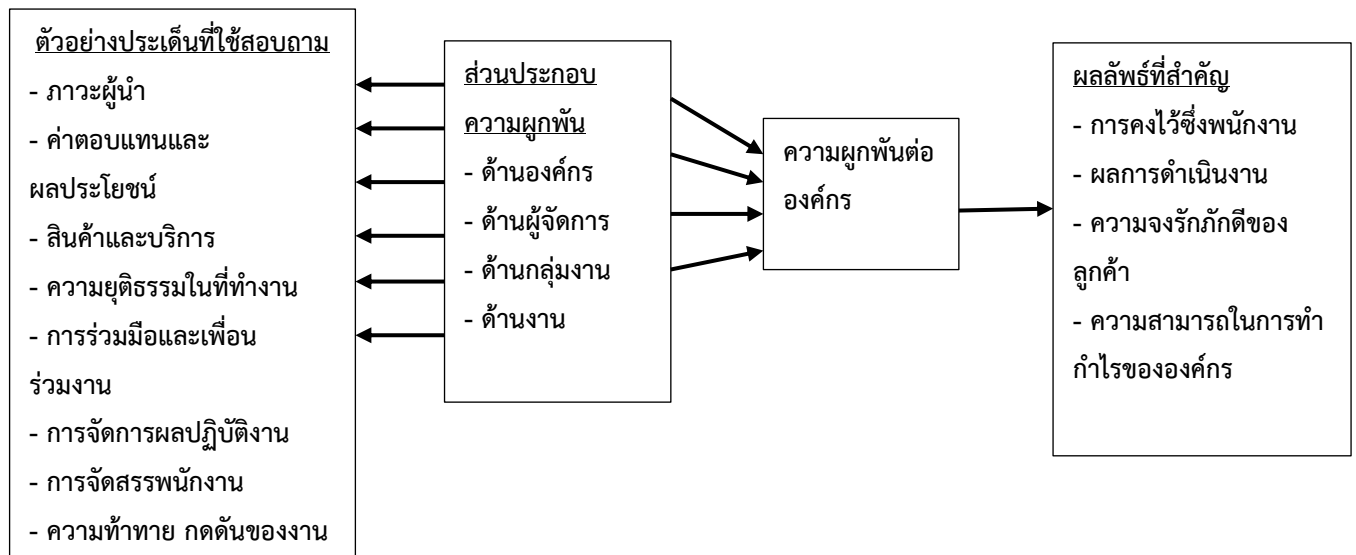 ตัวอย่างประเด็นที่ใช้สอบถาม
- ภาวะผู้นำ
- ค่าตอบแทนและ
ผลประโยชน์
- สินค้าและบริการ
- ความยุติธรรมในที่ทำงาน
- การร่วมมือและเพื่อน
ร่วมงาน
- การจัดการผลปฏิบัติงาน
- การจัดสรรพนักงาน
- ความท้าทาย กดดันของงาน
ส่วนประกอบ
ความผูกพัน
- ด้านองค์กร
- ด้านผู้จัดการ
- ด้านกลุ่มงาน
- ด้านงาน
ความผูกพันต่อ
องค์กร
ผลลัพธ์ที่สำคัญ
- การคงไว้ซึ่งพนักงาน
- ผลการดำเนินงาน
- ความจงรักภักดีของ
ลูกค้า
- ความสามารถในการทำ
กำไรขององค์กร